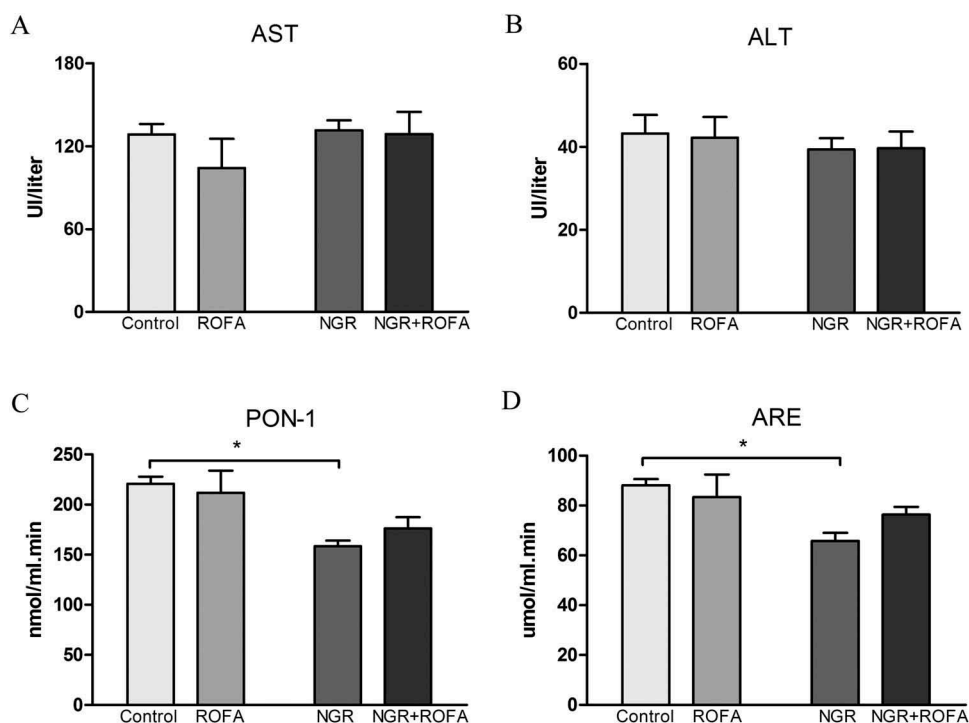 A
AST
UI/liter
180
120
60
0
Control ROFA NGR NGR+ROFA
B
ALT
UI/liter
60
40
20
0
Control ROFA NGR NGR+ROFA
C
PON-1
*
nmol/ml.min
250
200
150
100
50
0
Control ROFA NGR NGR+ROFA
D
ARE
*
umol/ml.min
100
80
60
40
20
0
Control ROFA NGR NGR+ROFA